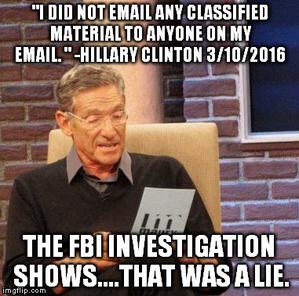 "I DID NOT EMAIL ANY CLASSIFIED
MATERIAL TO ANYONE ON MY
EMAIL." -HILLARY CLINTON 3/10/2016
THE FBI INVESTIGATION
SHOWS....THAT WAS A LIE.
imgflip.com